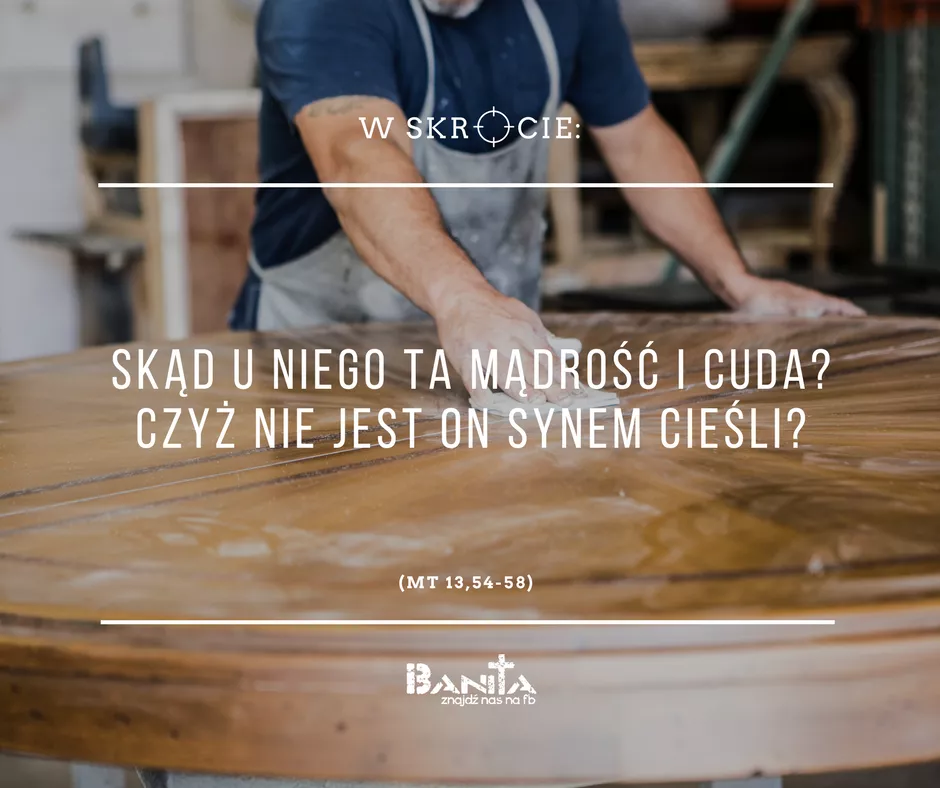 W SKRÓCIE:
SKĄD U NIEGO TA MĄDROŚĆ I CUDA?
CZYŻ NIE JEST ON SYNEM CIEŚLI?
(MT 13,54-58)
BANITA
znajdź nas na fb